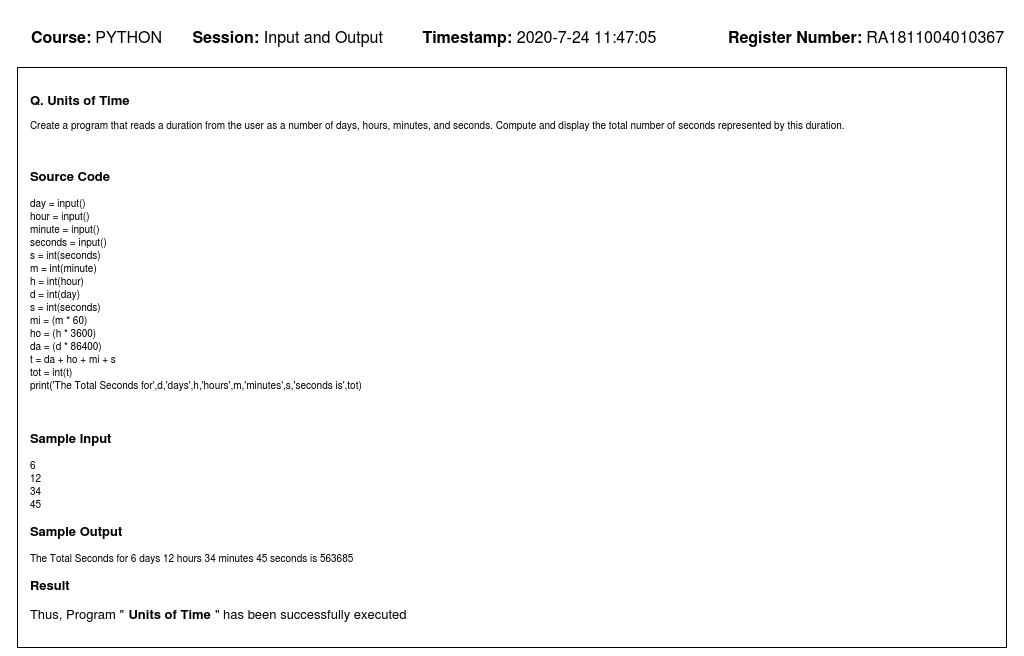 Course: PYTHON Session: Input and Output Timestamp: 2020-7-24 11:47:05 Register Number: RA1811004010367
Q. Units of Time
Create a program that reads a duration from the user as a number of days, hours, minutes, and seconds. Compute and display the total number of seconds represented by this duration.
Source Code
day = input()
hour = input()
minute = input()
seconds = input()
s = int(seconds)
m = int(minute)
h = int(hour)
d = int(day)
s = int(seconds)
mi = (m * 60)
ho = (h * 3600)
da = (d * 86400)
t = da + ho + mi + s
tot = int(t)
print('The Total Seconds for',d,'days',h,'hours',m,'minutes',s,'seconds is',tot)
Sample Input
6
12
34
45
Sample Output
The Total Seconds for 6 days 12 hours 34 minutes 45 seconds is 563685
Result
Thus, Program " Units of Time " has been successfully executed